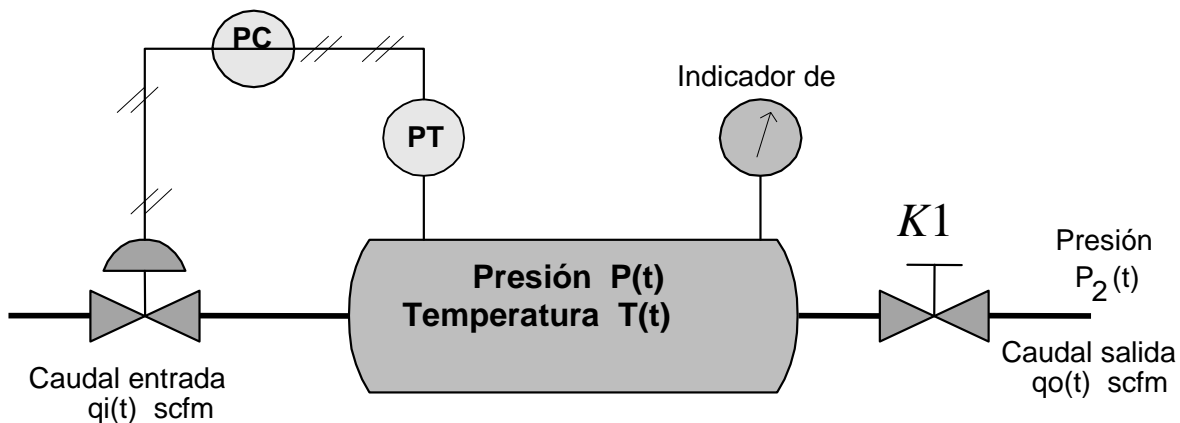 PC
Indicador de
PT
K1
Presión P(t)
Temperatura T(t)
Presión
P2(t)
Caudal entrada
qi(t) scfm
Caudal salida
qo(t) scfm